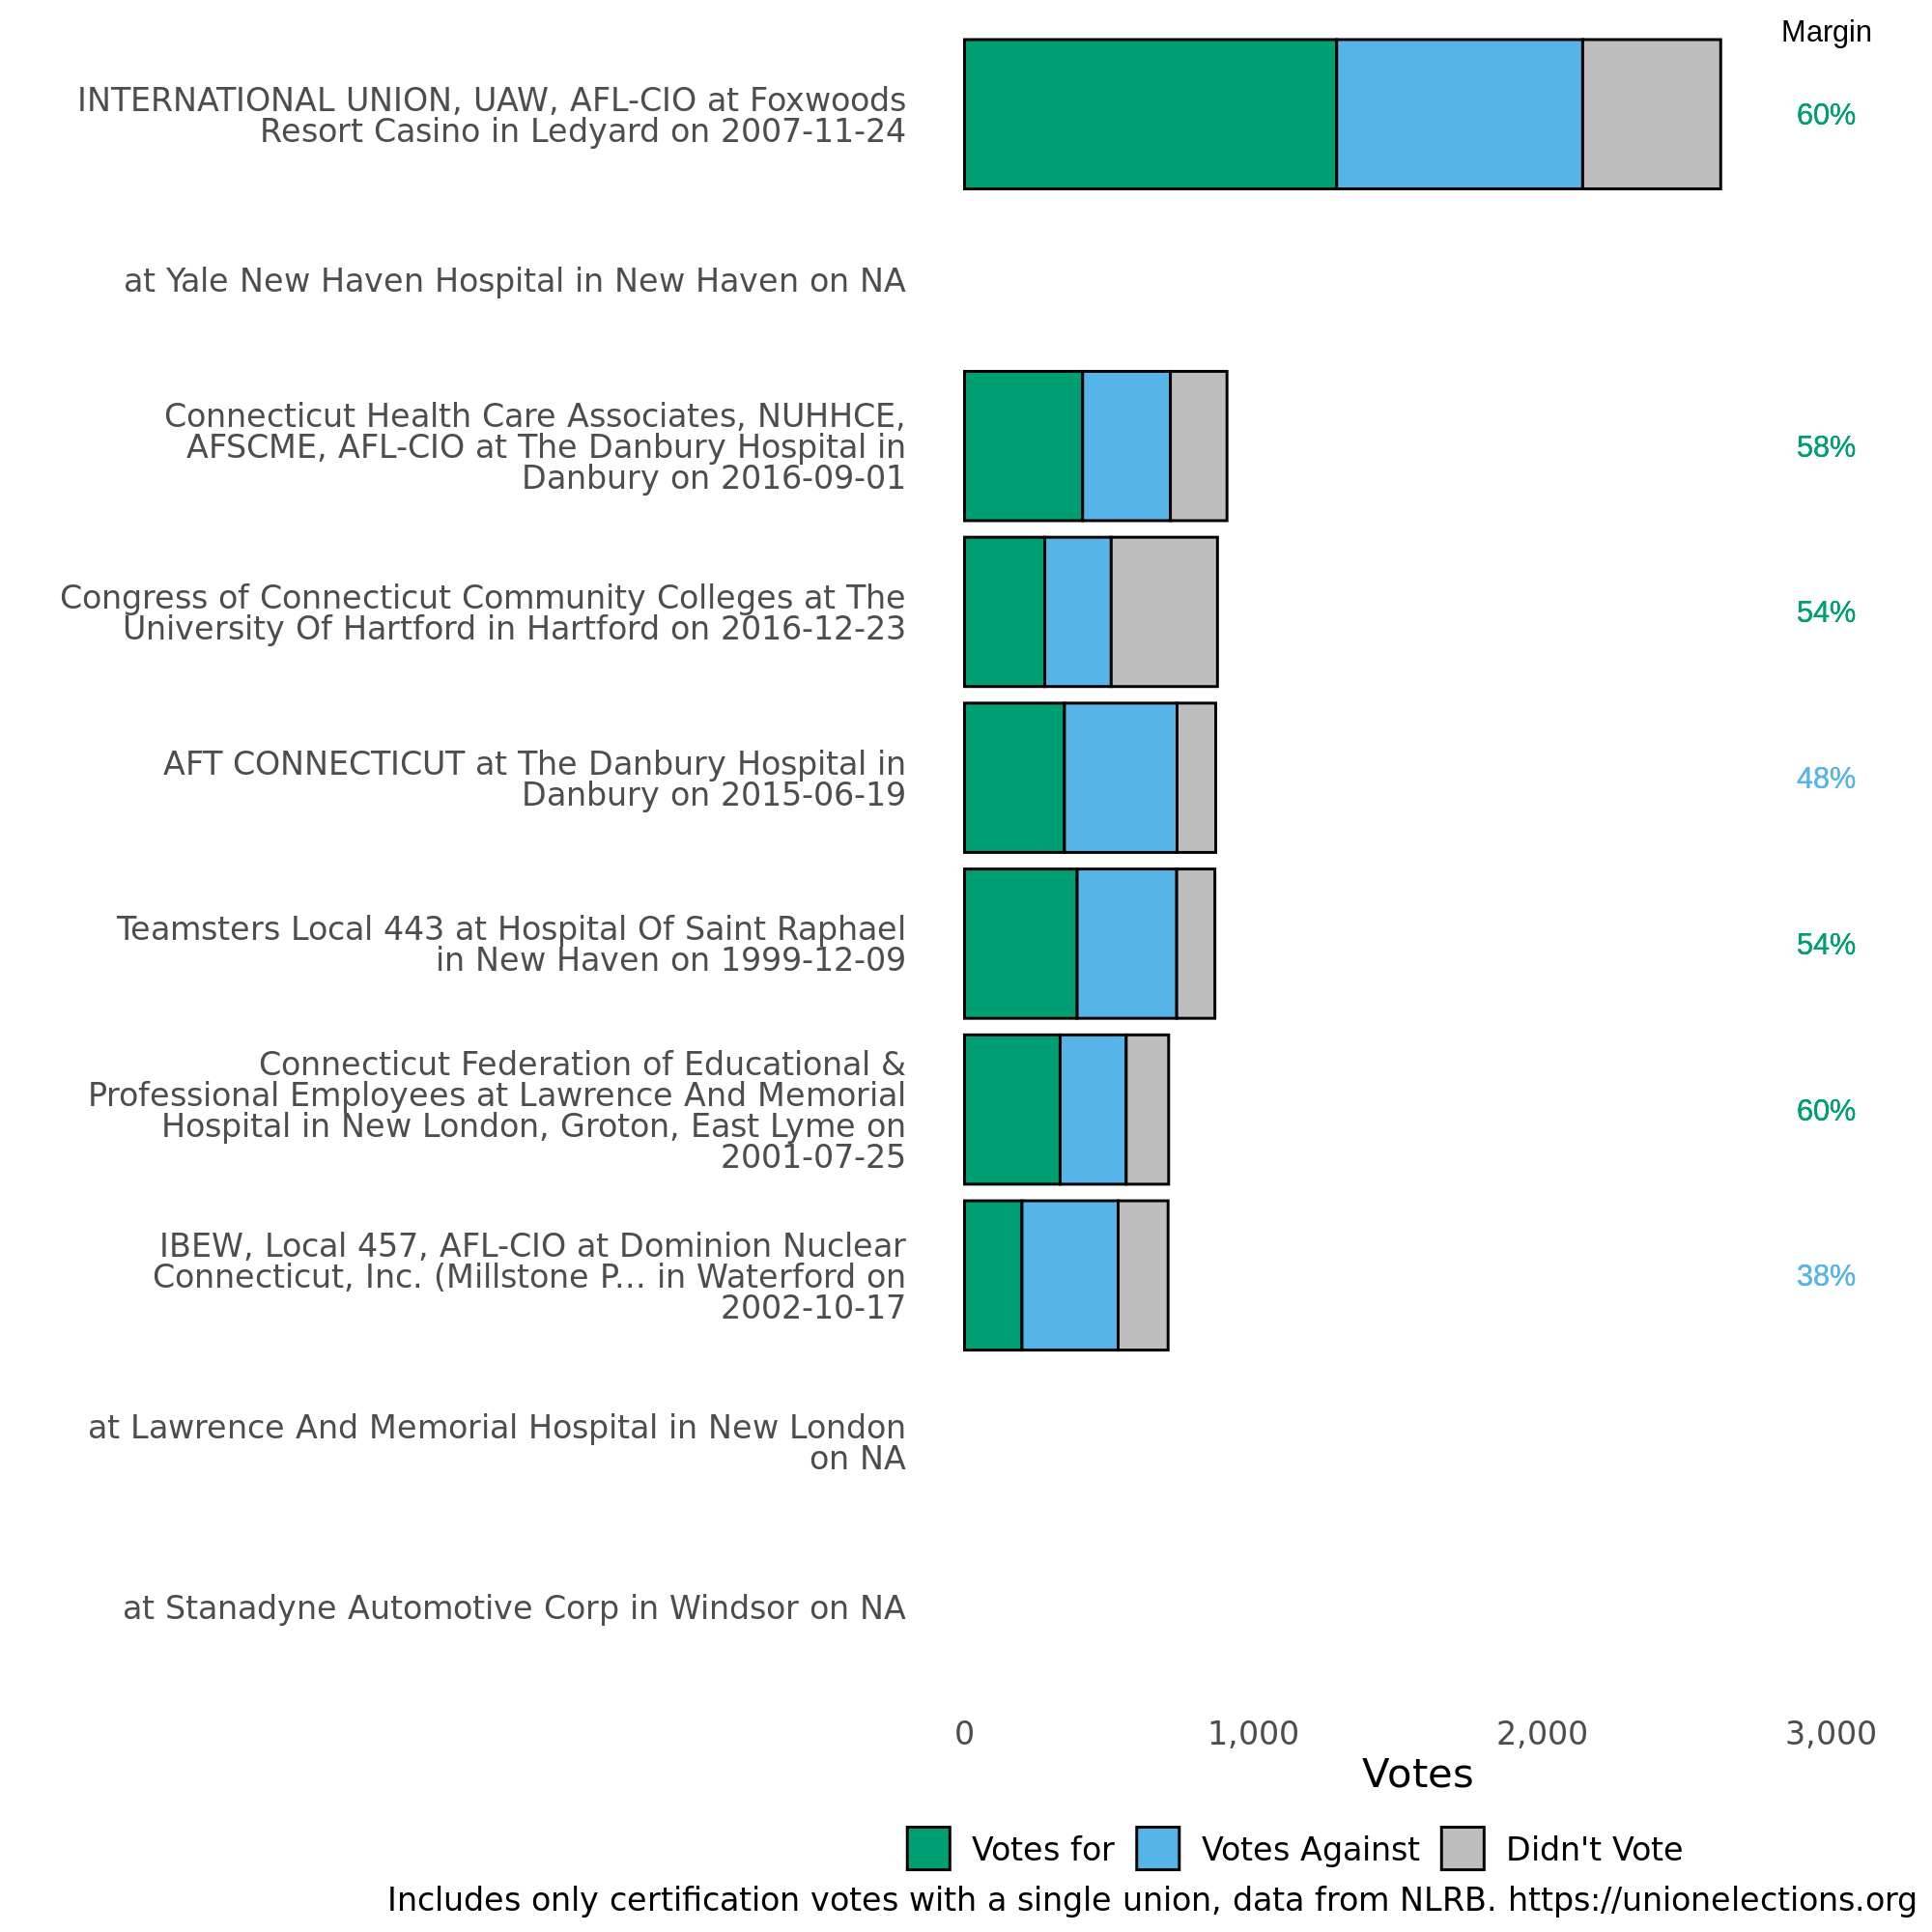 Margin
INTERNATIONAL UNION, UAW, AFL-CIO at Foxwoods
Resort Casino in Ledyard on 2007-11-24
60%
at Yale New Haven Hospital in New Haven on NA
Connecticut Health Care Associates, NUHHCE,
AFSCME, AFL-CIO at The Danbury Hospital in
Danbury on 2016-09-01
58%
Congress of Connecticut Community Colleges at The
University Of Hartford in Hartford on 2016-12-23
54%
AFT CONNECTICUT at The Danbury Hospital in
Danbury on 2015-06-19
48%
Teamsters Local 443 at Hospital Of Saint Raphael
in New Haven on 1999-12-09
54%
Connecticut Federation of Educational &
Professional Employees at Lawrence And Memorial
Hospital in New London, Groton, East Lyme on
2001-07-25
60%
IBEW, Local 457, AFL-CIO at Dominion Nuclear
Connecticut, Inc. (Millstone P... in Waterford on
2002-10-17
38%
at Lawrence And Memorial Hospital in New London
on NA
at Stanadyne Automotive Corp in Windsor on NA
0 1,000 2,000 3,000
Votes
Votes for Votes Against Didn't Vote
Includes only certification votes with a single union, data from NLRB. https://unionelections.org